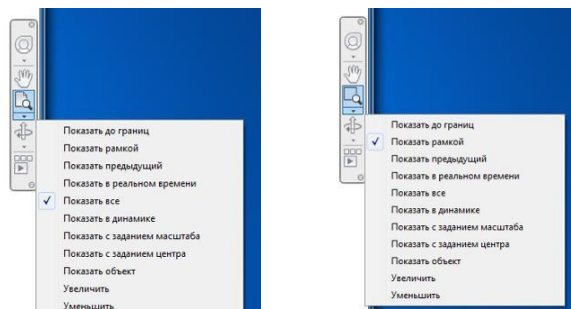 Показать до границ
Показать рамкой
Показать предыдущий
Показать в реальном времени
Показать все
Показать в динамике
Показать с заданием масштаба
Показать с заданием центра
Показать объект
Увеличить
Уменьшить
Показать до границ
Показать рамкой
Показать предыдущий
Показать в реальном времени
Показать все
Показать в динамике
Показать с заданием масштаба
Показать с заданием центра
Показать объект
Увеличить
Уменьшить